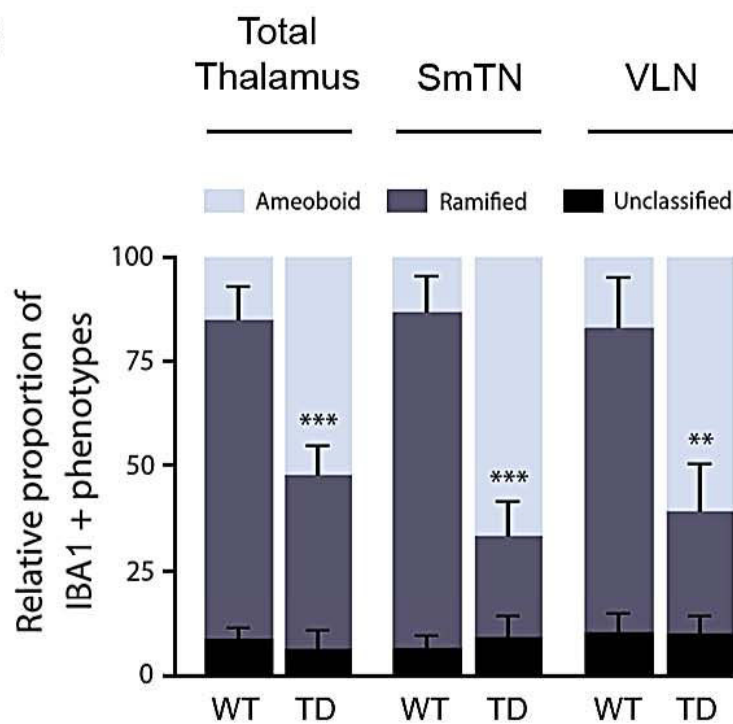 Total
Thalamus
SmTN
VLN
Ameoboid
Ramified
Unclassified
Relative proportion of
IBA1 + phenotypes
100
75
50
25
0
***
***
**
WT
TD
WT
TD
WT
TD